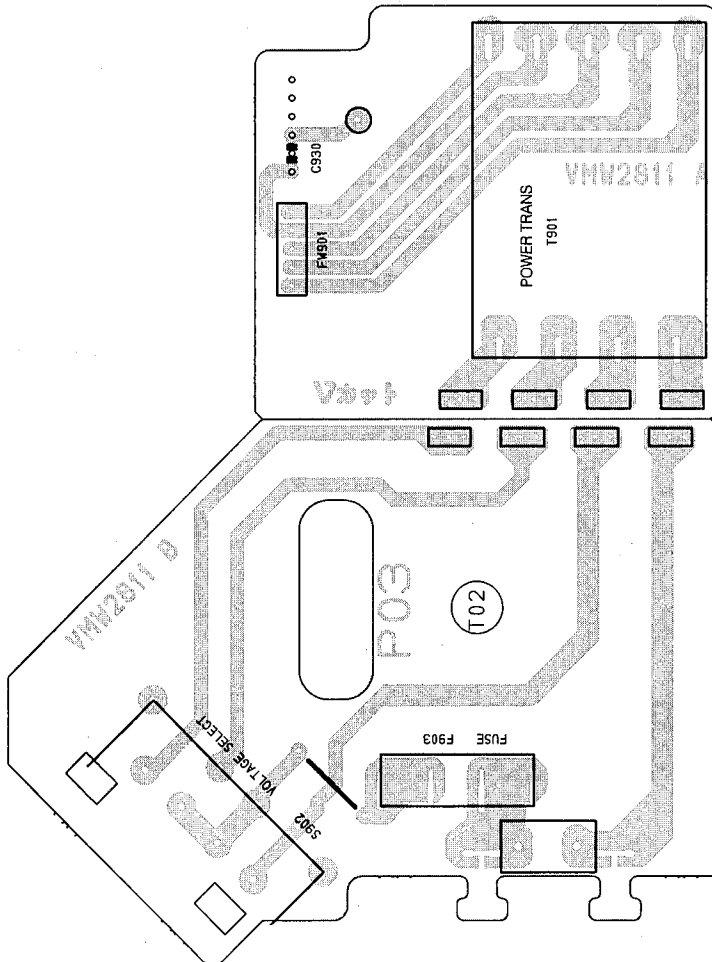 C930
FW901
VMW2811 A
POWER TRANS
T901
VMW2811 B
P03
T02
VOLTAGE SELECT
S902
F903 FUSE